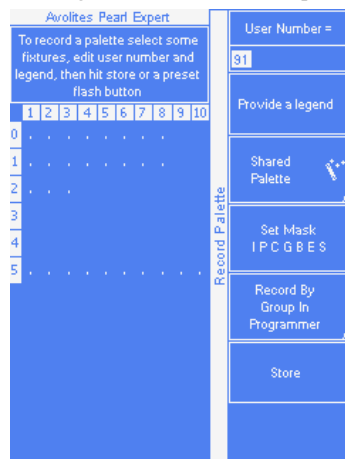 Avolites Pearl Expert
To record a palette select some
fixtures, edit user number and
legend, then hit store or a preset
flash button
1 2 3 4 5 6 7 8 9 10
0 . . . . . . . .
1 . . . . . . . .
2 . . .
3
4
5 . . . . . . . . . .
Record Palette
User Number =
91
Provide a legend
Shared
Palette
Set Mask
I P C G B E S
Record By
Group In
Programmer
Store